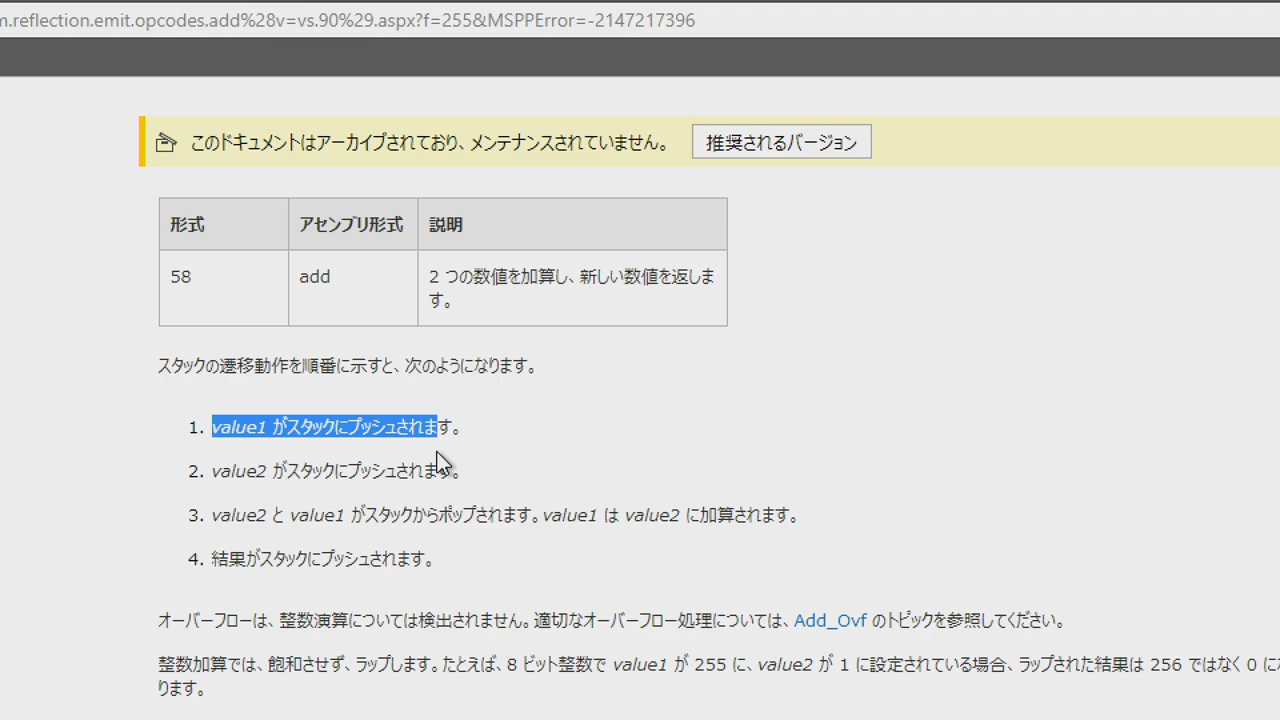 m.reflection.emit.opcodes.add%28v=vs.90%29.aspx?f=255&MSPPError=-2147217396
このドキュメントはアーカイブされており、メンテナンスされていません。 推奨されるバージョン
形式 アセンブリ形式 説明
58 add 2 つの数値を加算し、新しい数値を返しま
す。
スタックの遷移動作を順番に示すと、次のようになります。
1. value1 がスタックにプッシュされます。
2. value2 がスタックにプッシュされます。
3. value2 と value1 がスタックからポップされます。value1 は value2 に加算されます。
4. 結果がスタックにプッシュされます。
オーバーフローは、整数演算については検出されません。適切なオーバーフロー処理については、Add_Ovf のトピックを参照してください。
整数加算では、飽和させず、ラップします。たとえば、8 ビット整数で value1 が 255 に、value2 が 1 に設定されている場合、ラップされた結果は 256 ではなく 0 に
ります。